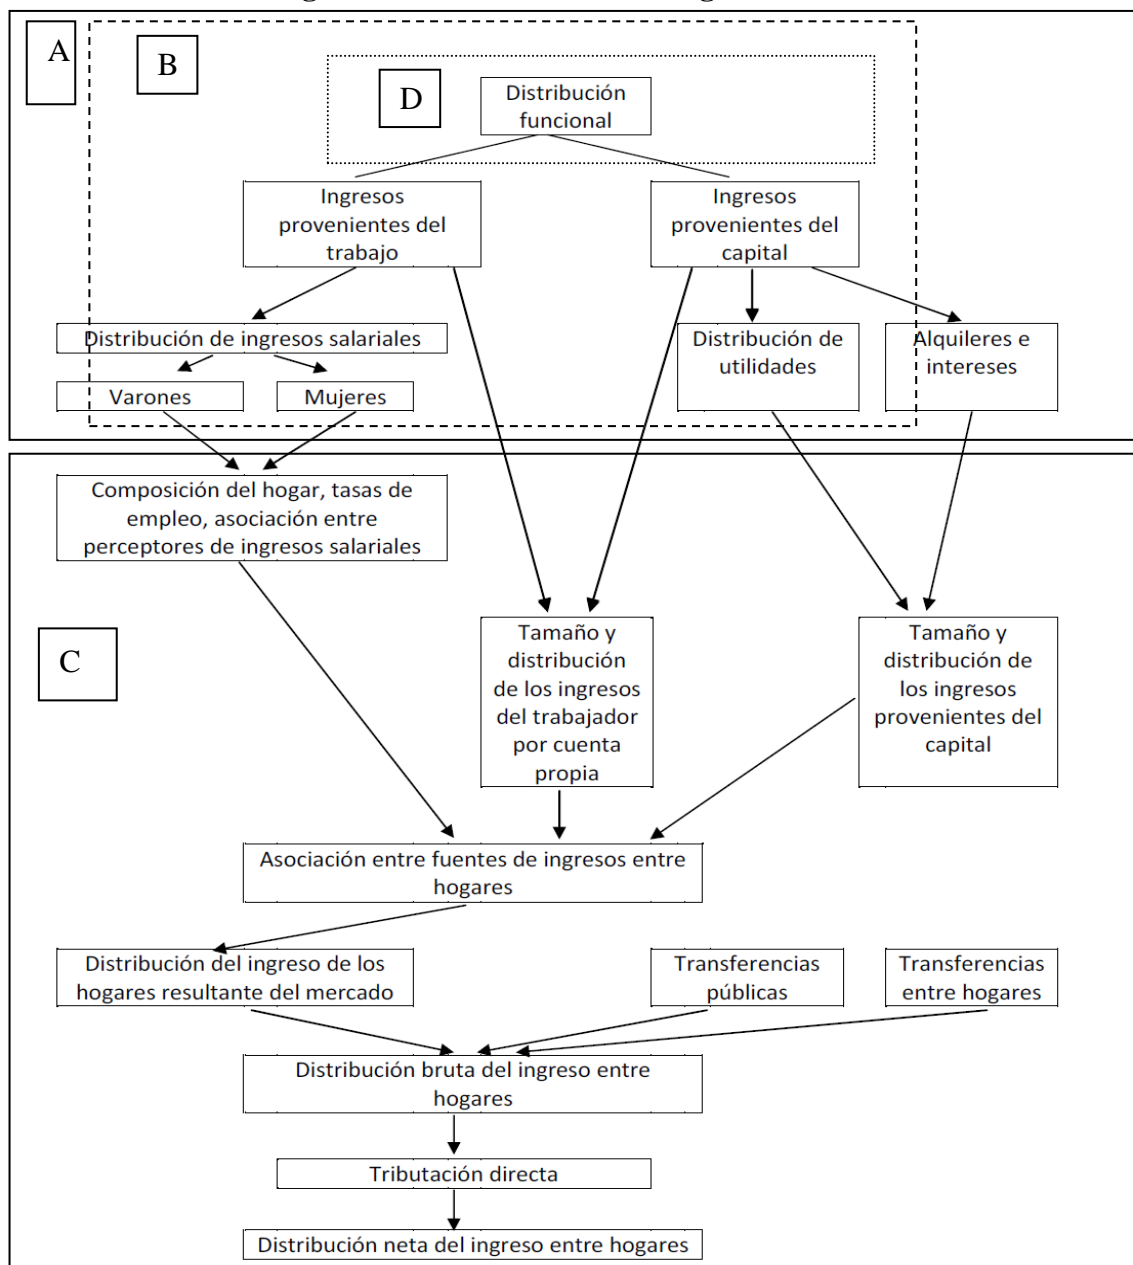 A
B
D
Distribución
funcional
Ingresos
provenientes del
trabajo
Ingresos
provenientes del
capital
Distribución de ingresos salariales
Distribución de
utilidades
Alquileres e
intereses
Varones
Mujeres
Composición del hogar, tasas de
empleo, asociación entre
perceptores de ingresos salariales
C
Tamaño y
distribución
de los ingresos
del trabajador
por cuenta
propia
Tamaño y
distribución de
los ingresos
provenientes del
capital
Asociación entre fuentes de ingresos entre
hogares
Distribución del ingreso de los
hogares resultante del mercado
Transferencias
públicas
Transferencias
entre hogares
Distribución bruta del ingreso entre
hogares
Tributación directa
Distribución neta del ingreso entre hogares